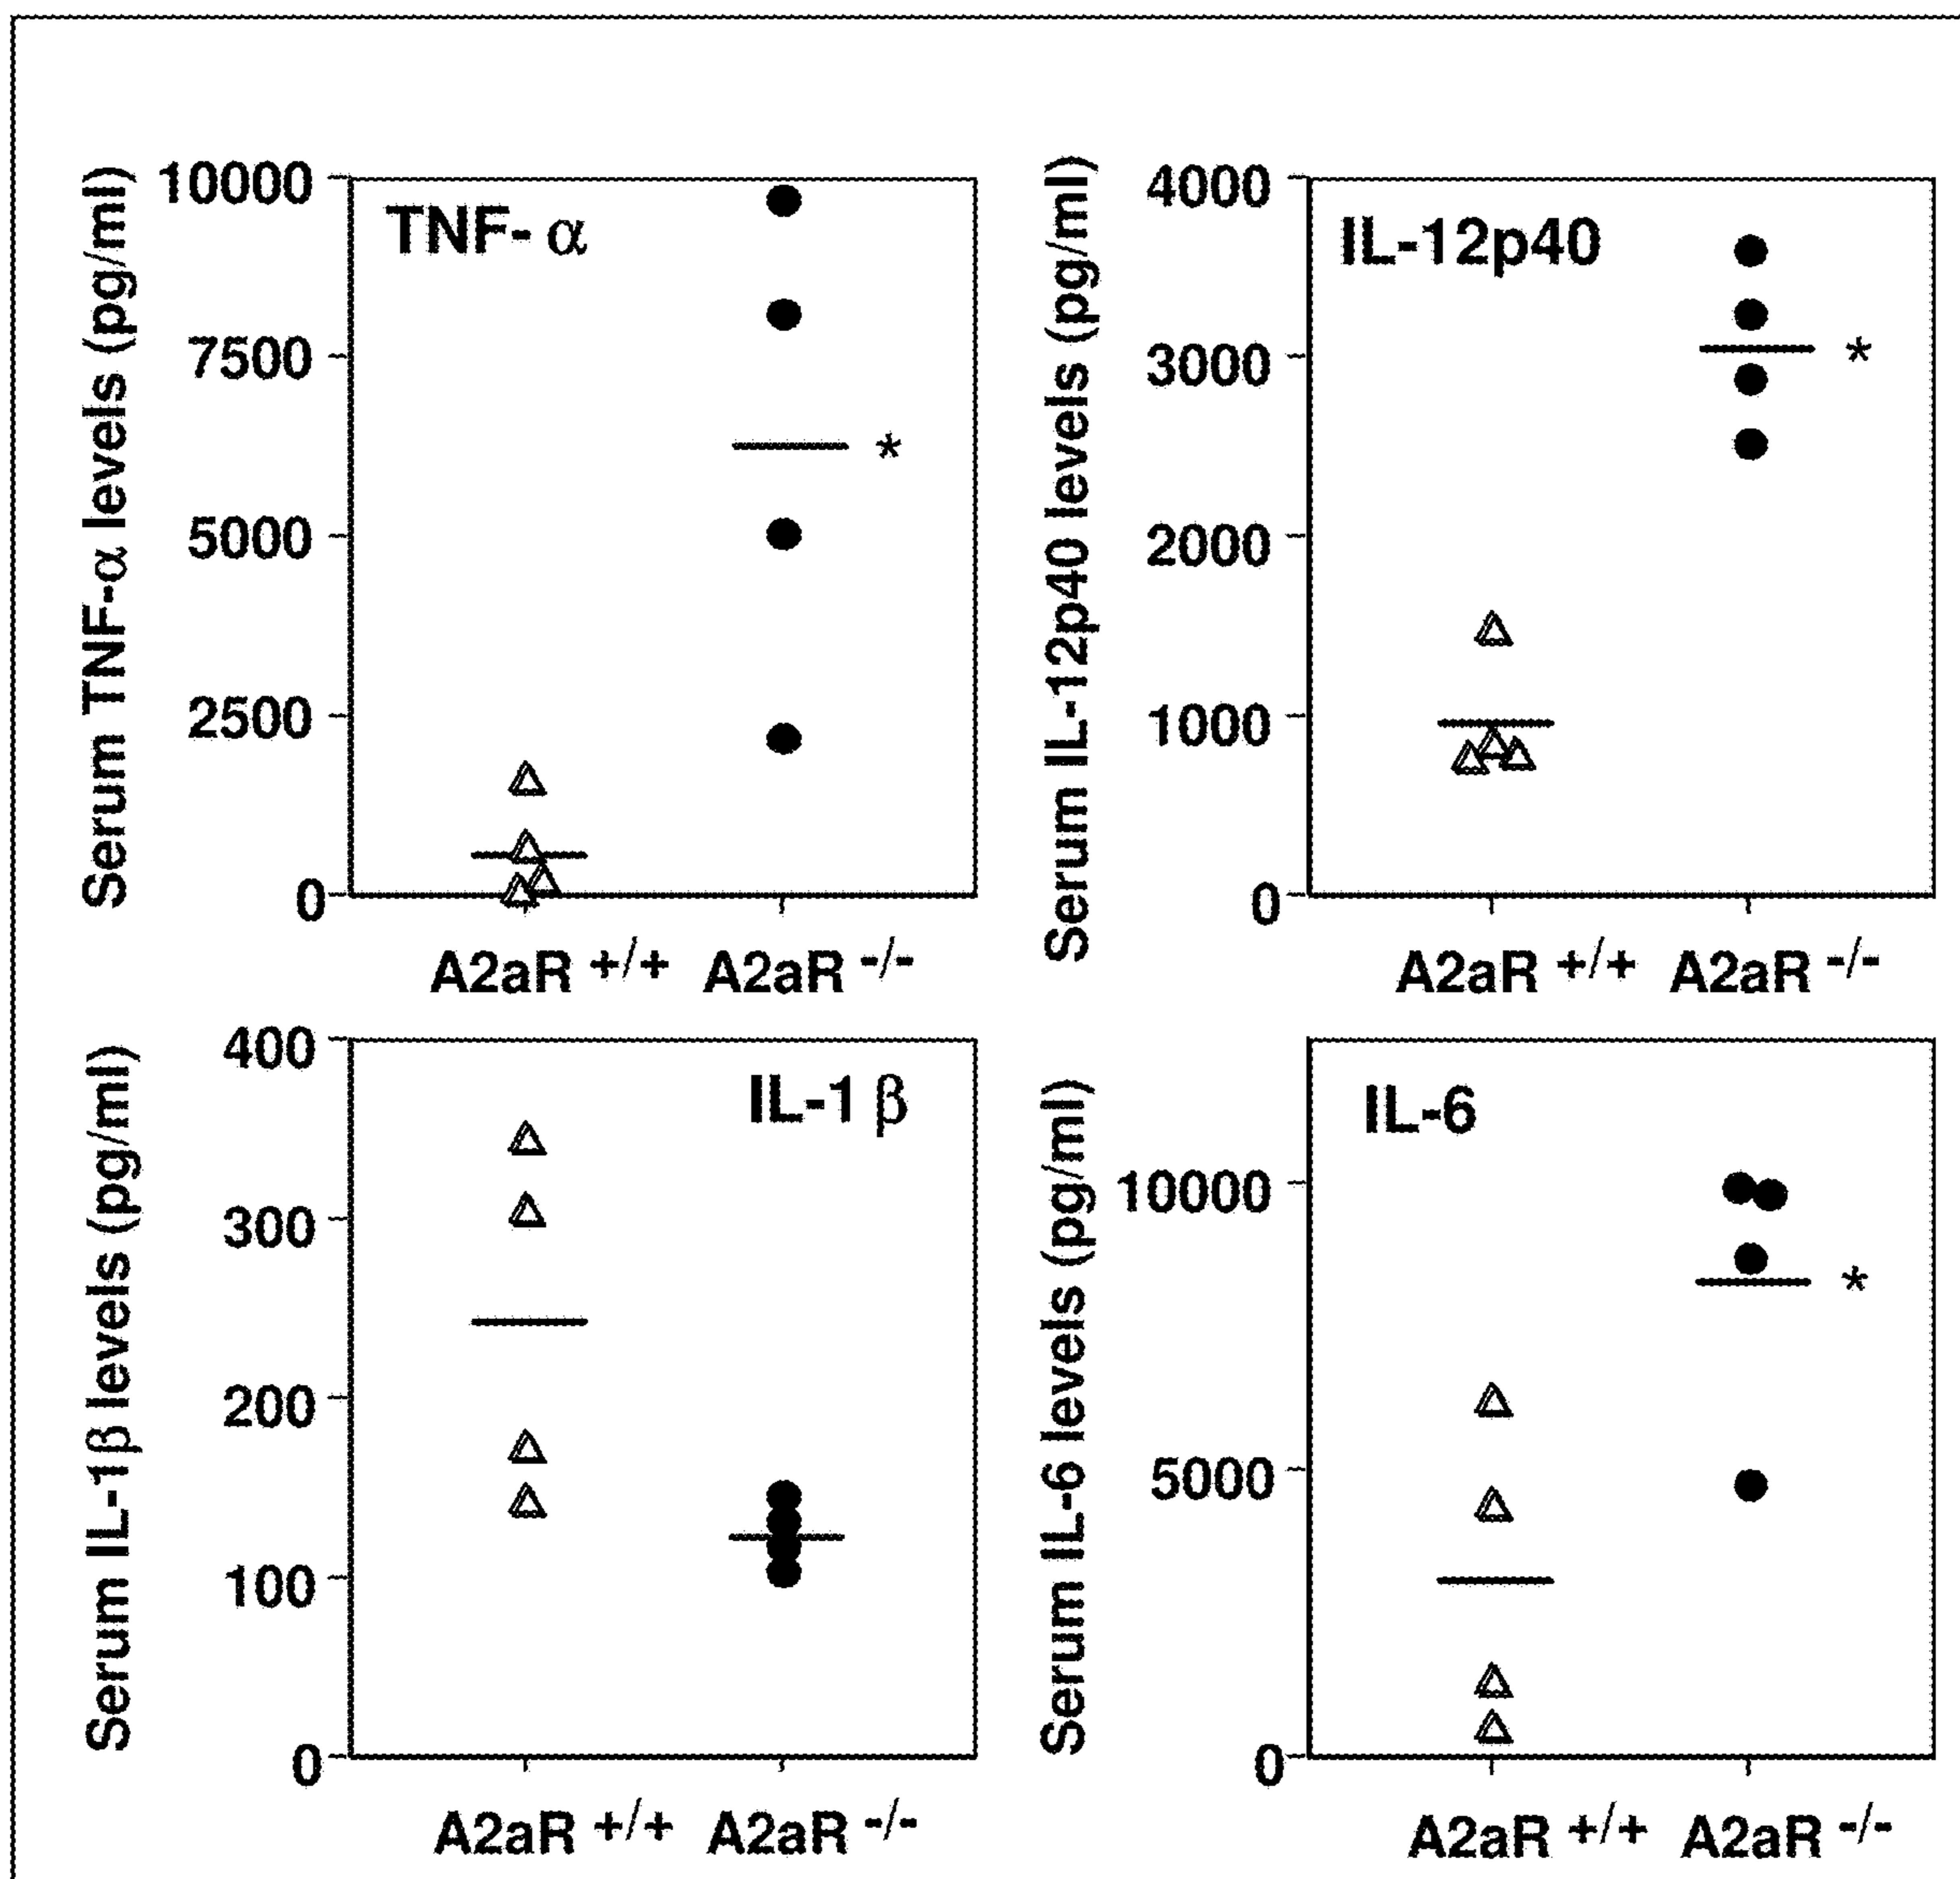 Serum TNF-α levels (pg/ml)
10000
7500
5000
2500
0
TNF- α
*
A2aR +/+ A2aR -/-
Serum IL-12p40 levels (pg/ml)
4000
3000
2000
1000
0
IL-12p40
*
A2aR +/+ A2aR -/-
Serum IL-1β levels (pg/ml)
400
300
200
100
0
IL-1 β
A2aR +/+ A2aR -/-
Serum IL-6 levels (pg/ml)
10000
5000
0
IL-6
*
A2aR +/+ A2aR -/-